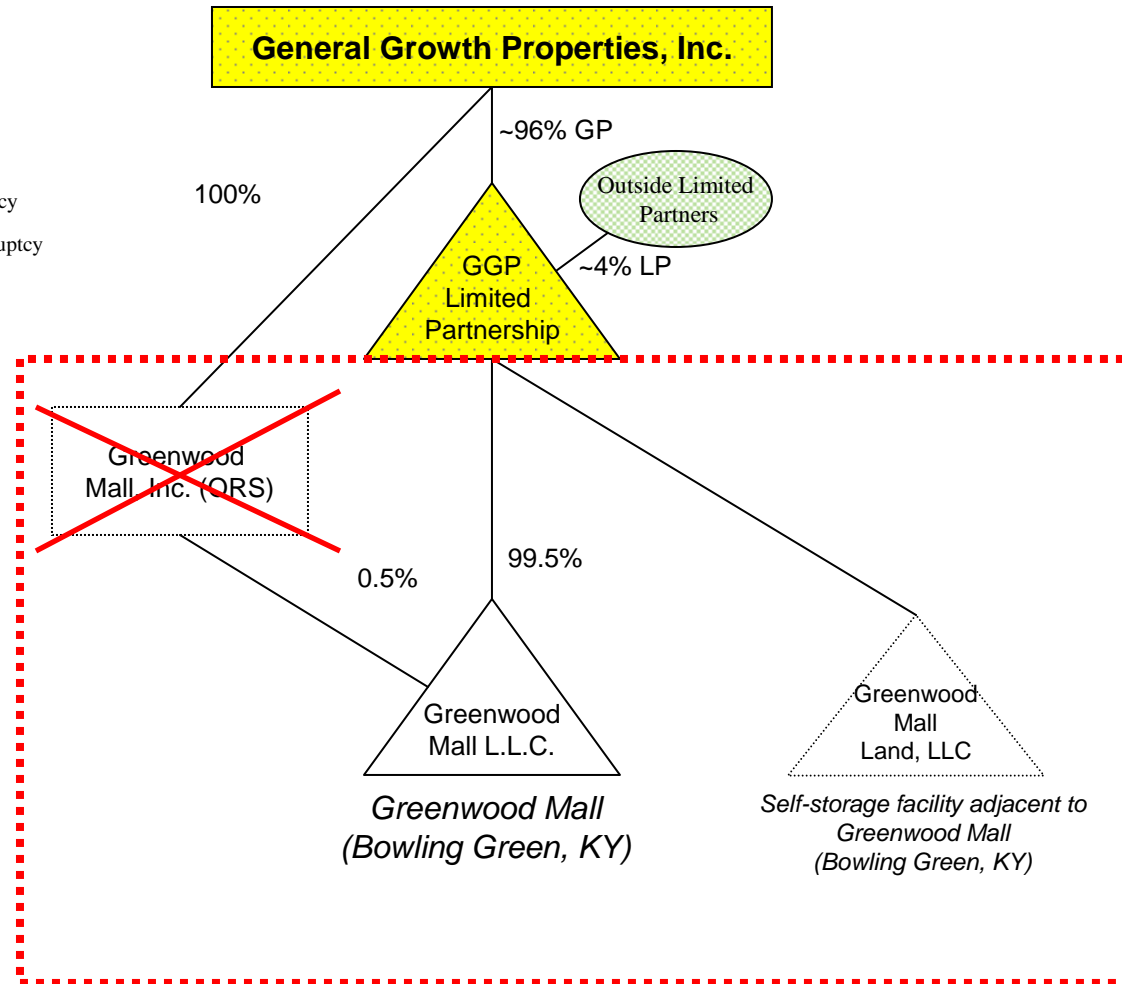 General Growth Properties, Inc.
~96% GP
100%
Outside Limited
Partners
~4% LP
GGP
Limited
Partnership
Greenwood
Mall, Inc. (QRS)
0.5%
99.5%
Greenwood
Mall L.L.C.
Greenwood Mall
(Bowling Green, KY)
Greenwood
Mall
Land, LLC
Self-storage facility adjacent to
Greenwood Mall
(Bowling Green, KY)